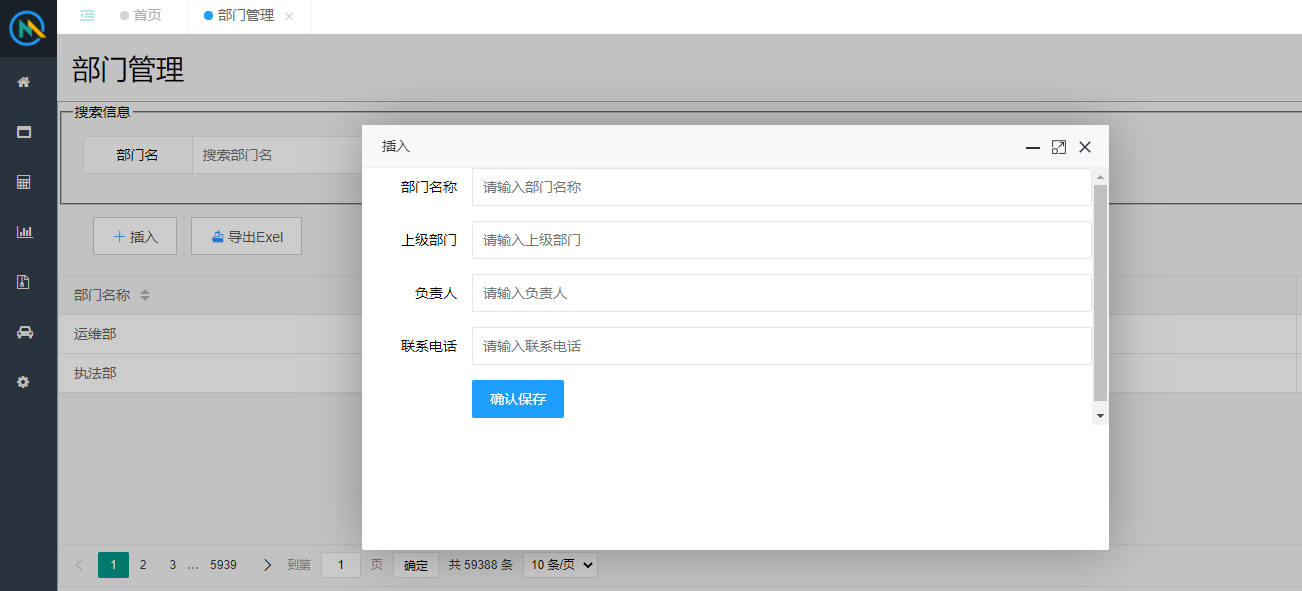 首页
部门管理
部门管理
搜索信息
部门名
搜索部门名
插入
导出Exel
部门名称
运维部
执法部
插入
部门名称
请输入部门名称
上级部门
请输入上级部门
负责人
请输入负责人
联系电话
请输入联系电话
确认保存
1 2 3 ... 5939 到第 1 页 确定 共 59388 条 10 条/页